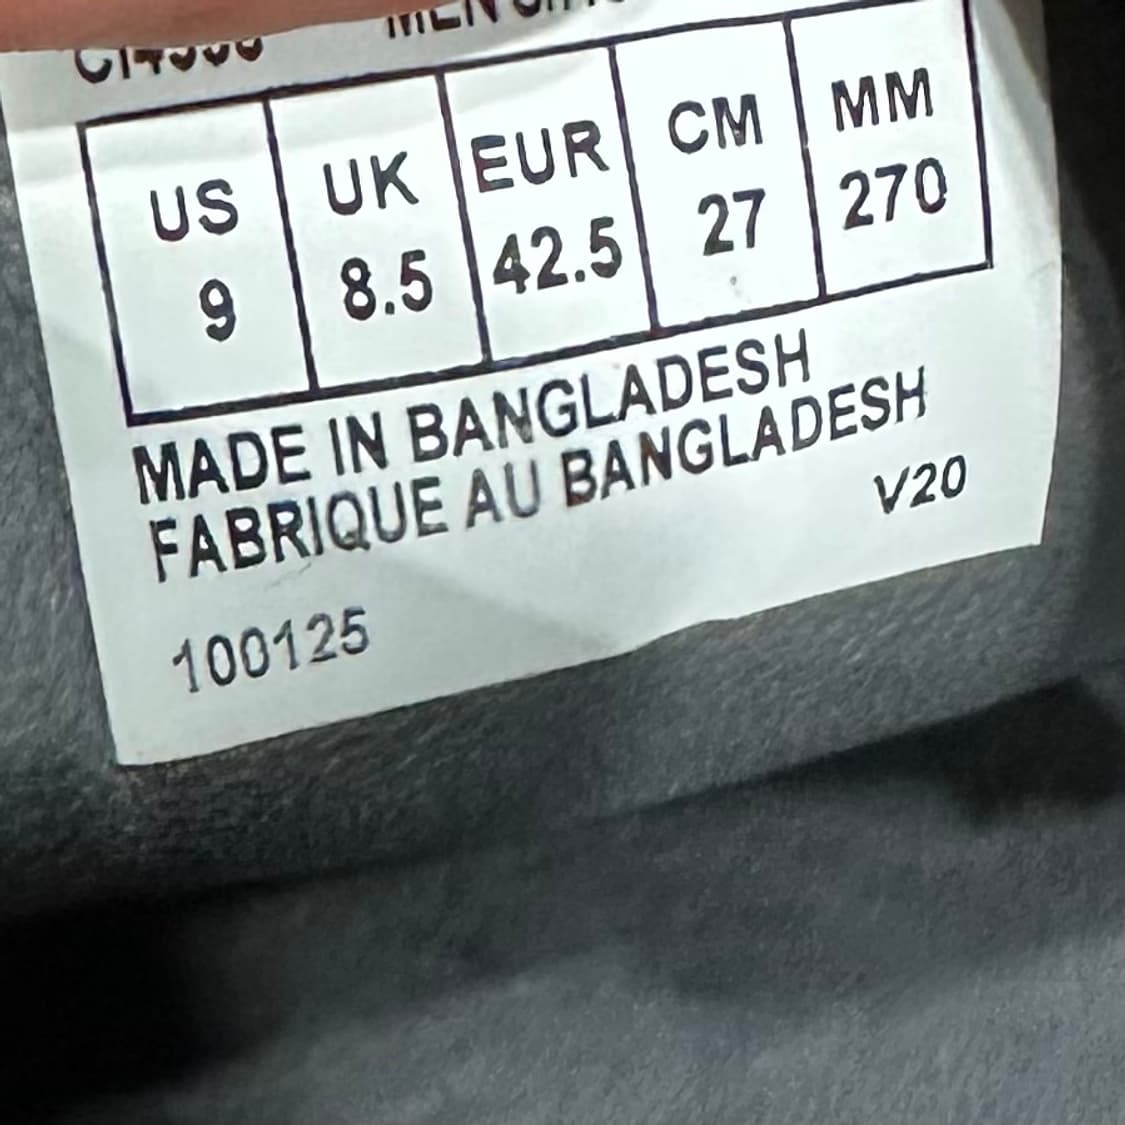 US UK EUR CM MM
9 8.5 42.5 27 270
MADE IN BANGLADESH
FABRIQUE AU BANGLADESH
V20
100125